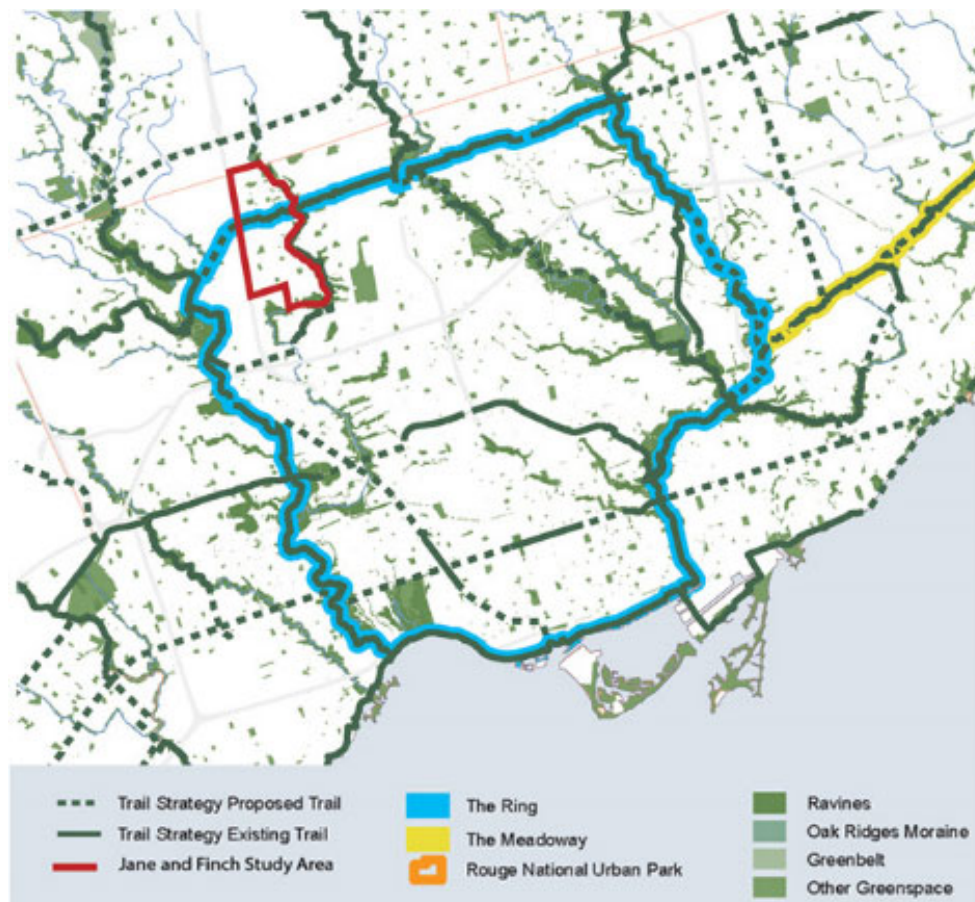 Trail Strategy Proposed Trail
Trail Strategy Existing Trail
Jane and Finch Study Area
The Ring
The Meadoway
Rouge National Urban Park
Ravines
Oak Ridges Moraine
Greenbelt
Other Greenspace